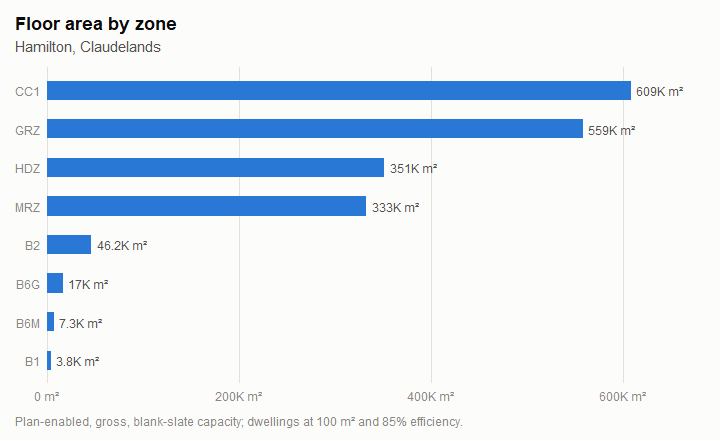 Floor area by zone
Hamilton, Claudelands
CC1 609K m²
GRZ 559K m²
HDZ 351K m²
MRZ 333K m²
B2 46.2K m²
B6G 17K m²
B6M 7.3K m²
B1 3.8K m²
0 m² 200K m² 400K m² 600K m²
Plan-enabled, gross, blank-slate capacity; dwellings at 100 m² and 85% efficiency.